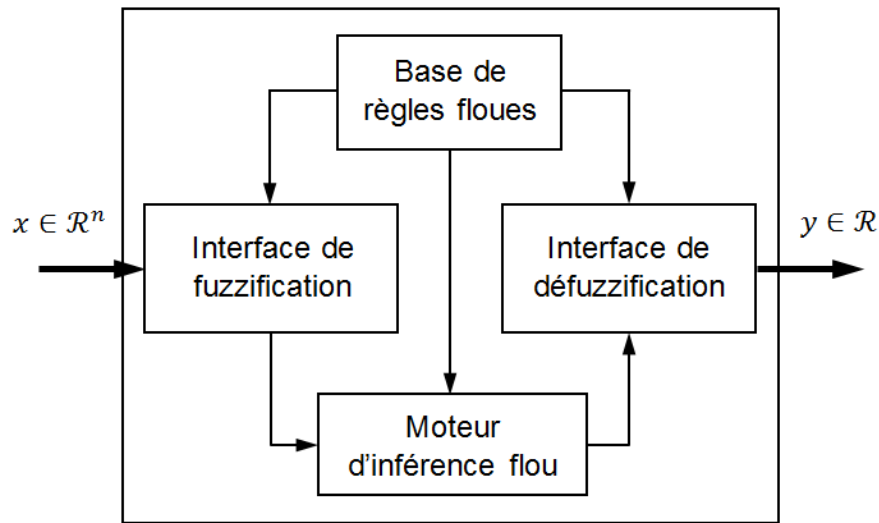 Base de
règles floues
x ∈ ℛⁿ
Interface de
fuzzification
Interface de
défuzzification
y ∈ ℛ
Moteur
d'inférence flou